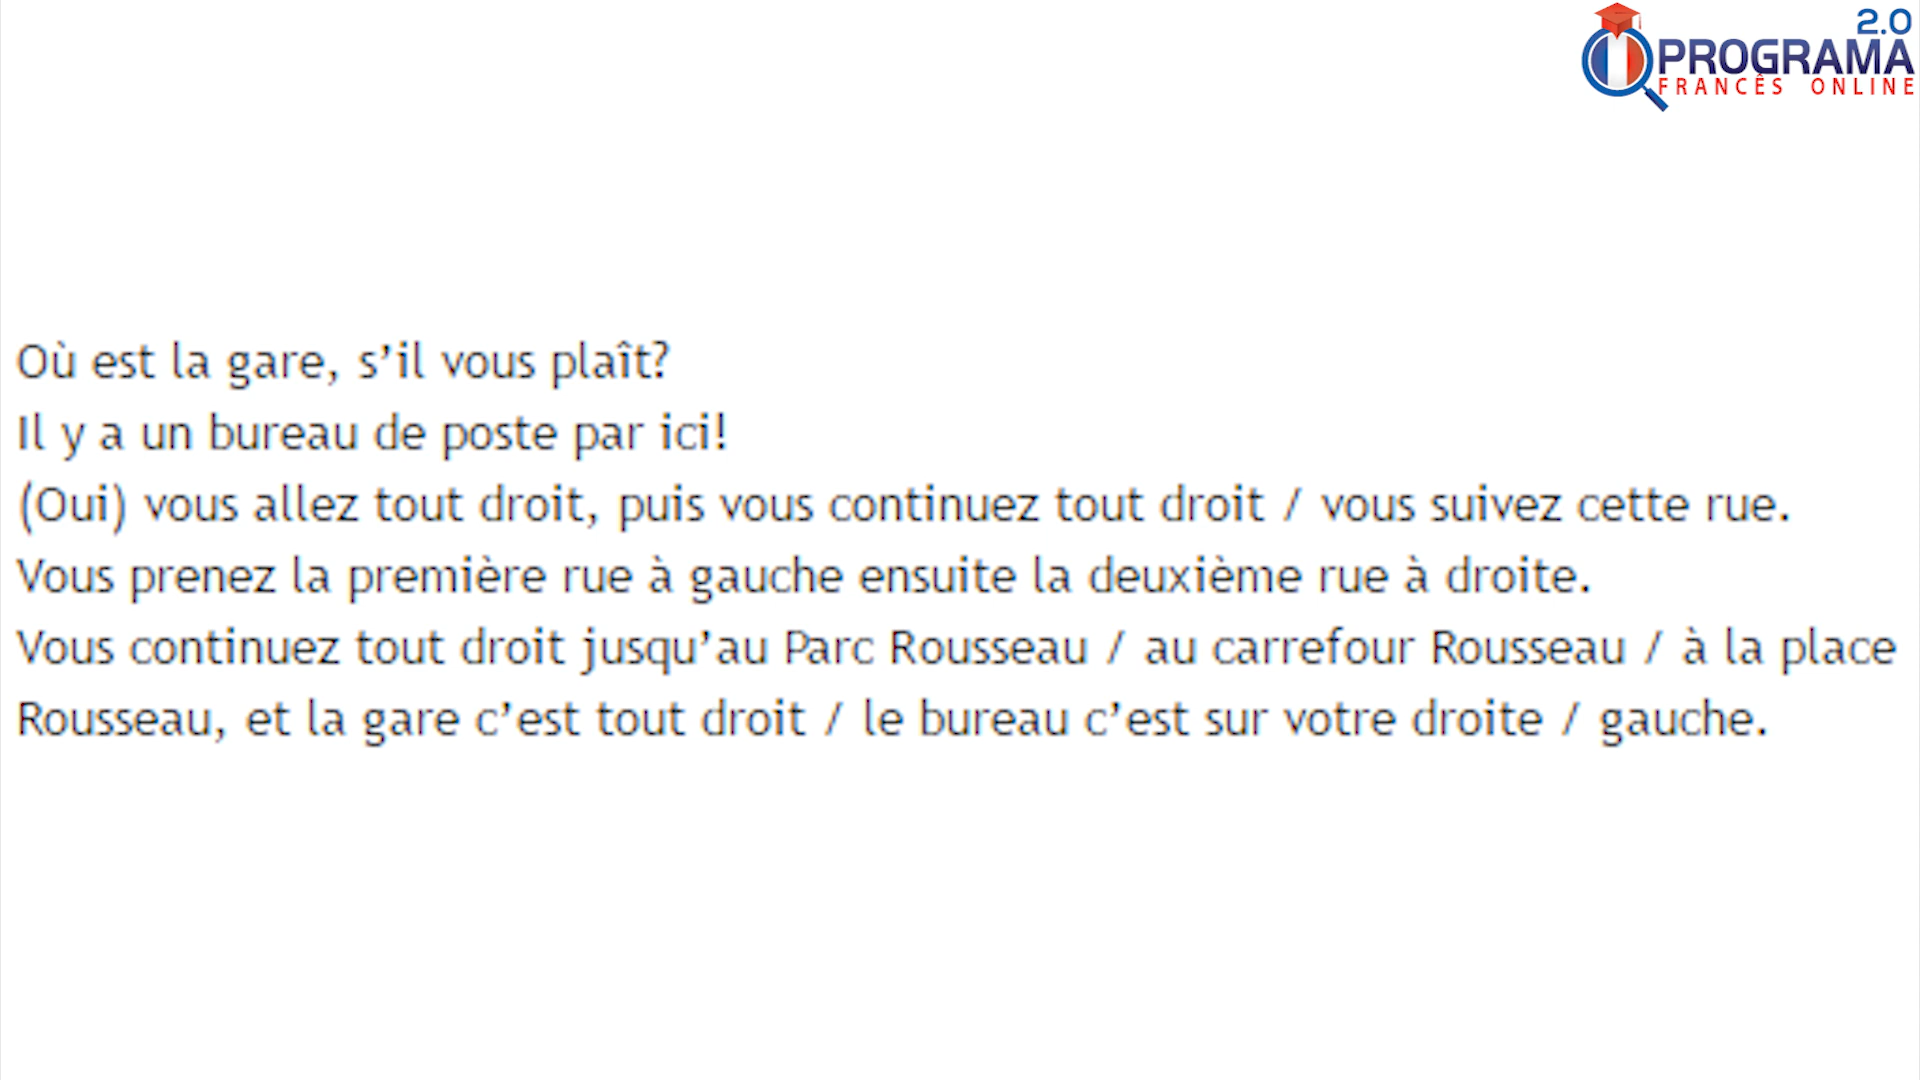 2.0
PROGRAMA
FRANCÊS ONLINE
Où est la gare, s’il vous plaît?
Il y a un bureau de poste par ici!
(Oui) vous allez tout droit, puis vous continuez tout droit / vous suivez cette rue.
Vous prenez la première rue à gauche ensuite la deuxième rue à droite.
Vous continuez tout droit jusqu’au Parc Rousseau / au carrefour Rousseau / à la place
Rousseau, et la gare c’est tout droit / le bureau c’est sur votre droite / gauche.